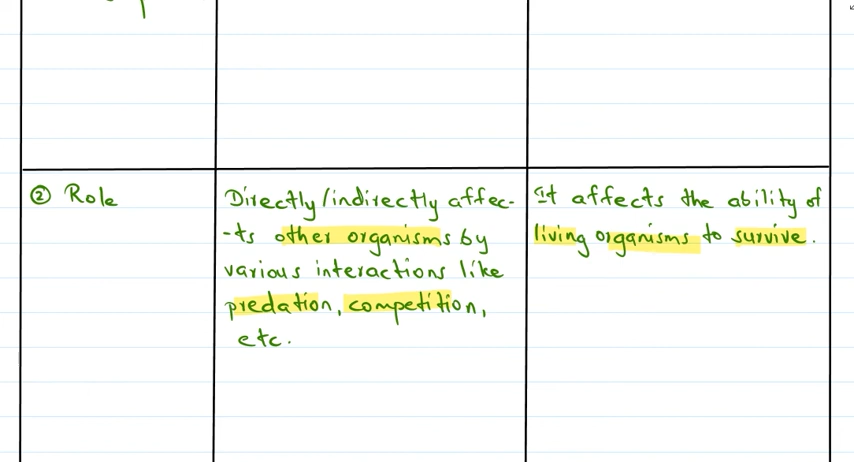 ② Role
Directly/indirectly affec-
-ts other organisms by
various interactions like
predation, competition,
etc.
It affects the ability of
living organisms to survive.